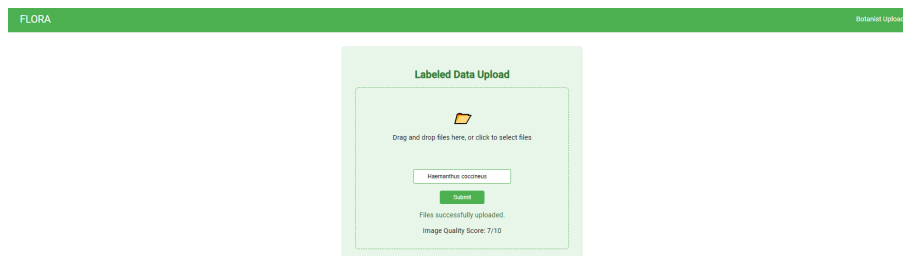 FLORA
Botanist Upload
Labeled Data Upload
Drag and drop files here, or click to select files
Haemanthus coccineus
Submit
Files successfully uploaded.
Image Quality Score: 7/10